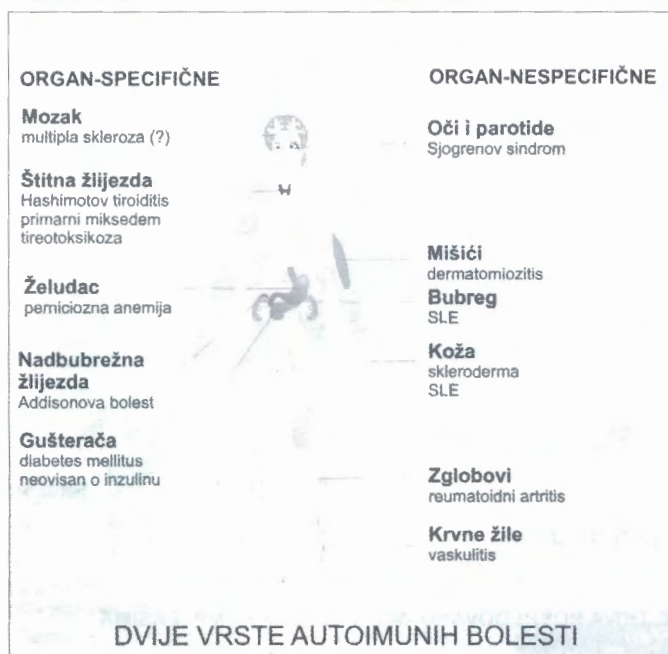 ORGAN-SPECIFIČNE
Mozak
multipla skleroza (?)
Štitna žlijezda
Hashimotov tiroiditis
primarni miksedem
tireotoksikoza
Želudac
perniciozna anemija
Nadbubrežna
žlijezda
Addisonova bolest
Gušterača
diabetes mellitus
neovisan o inzulinu
ORGAN-NESPECIFIČNE
Oči i parotide
Sjogrenov sindrom
Mišići
dermatomiozitis
Bubreg
SLE
Koža
skleroderma
SLE
Zglobovi
reumatoidni artritis
Krvne žile
vaskulitis
DVIJE VRSTE AUTOIMUNIH BOLESTI